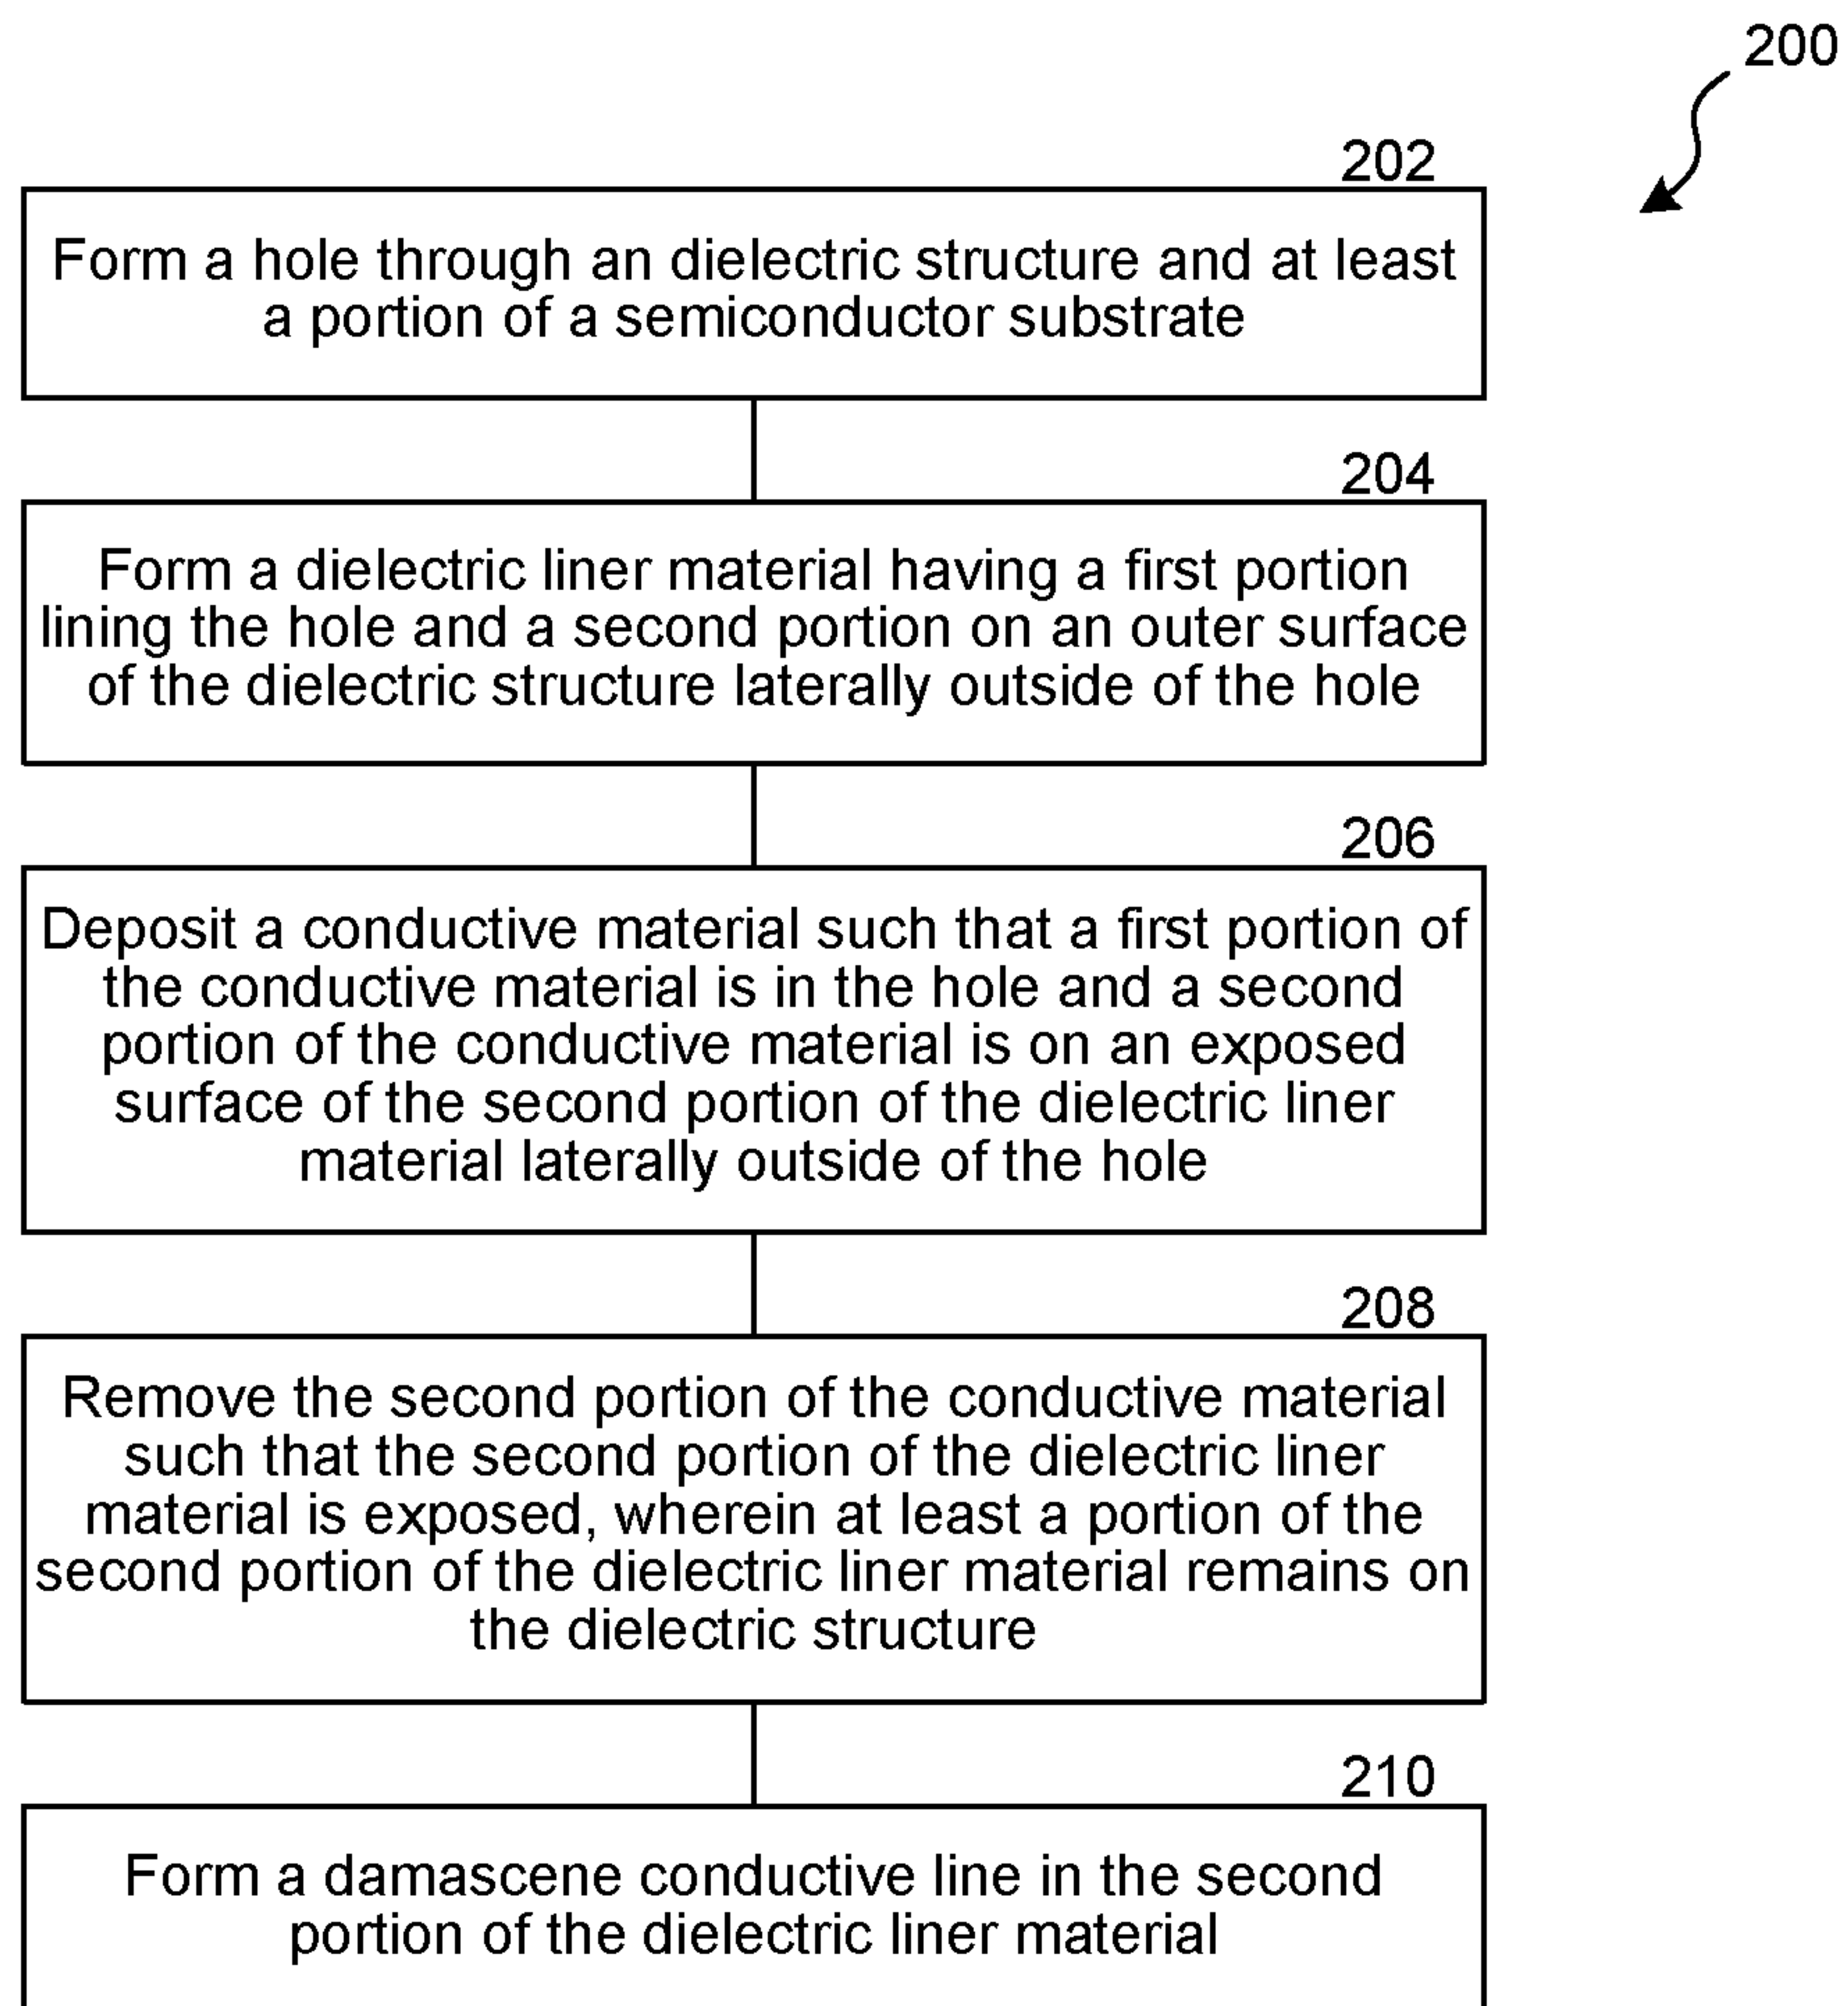 200
202
Form a hole through an dielectric structure and at least
a portion of a semiconductor substrate
204
Form a dielectric liner material having a first portion
lining the hole and a second portion on an outer surface
of the dielectric structure laterally outside of the hole
206
Deposit a conductive material such that a first portion of
the conductive material is in the hole and a second
portion of the conductive material is on an exposed
surface of the second portion of the dielectric liner
material laterally outside of the hole
208
Remove the second portion of the conductive material
such that the second portion of the dielectric liner
material is exposed, wherein at least a portion of the
second portion of the dielectric liner material remains on
the dielectric structure
210
Form a damascene conductive line in the second
portion of the dielectric liner material